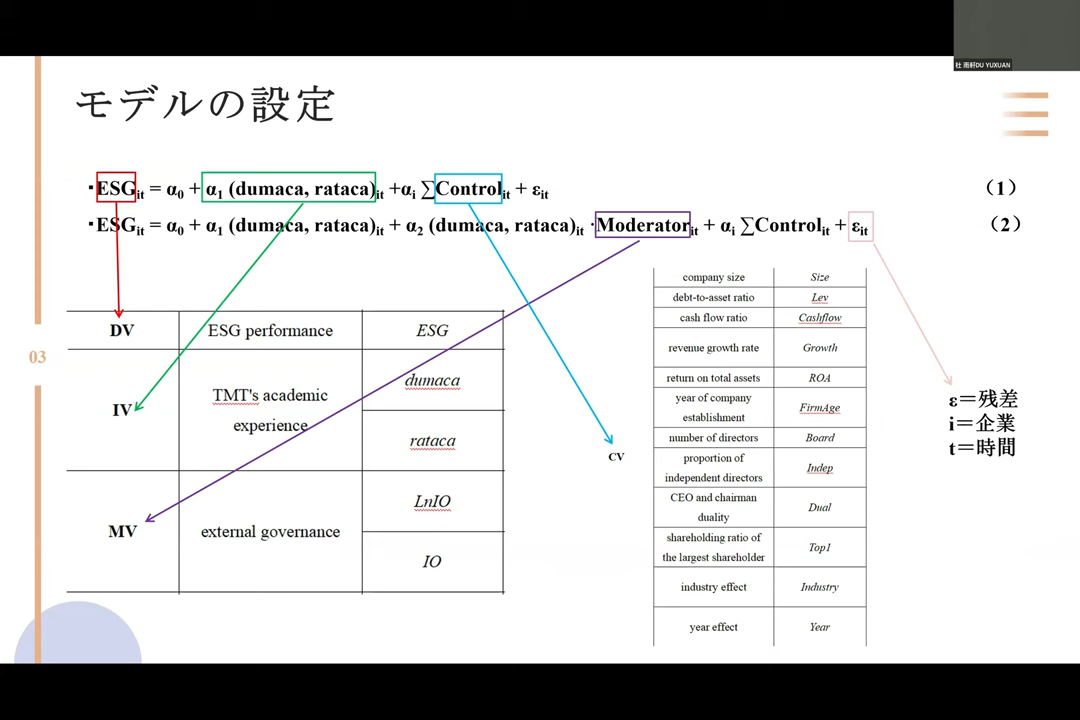 杜 雨軒DU YUXUAN
モデルの設定
・ESGit = α0 + α1 (dumaca, rataca)it +αi ∑Controlit + εit （1）
・ESGit = α0 + α1 (dumaca, rataca)it + α2 (dumaca, rataca)it ·Moderatorit + αi ∑Controlit + εit （2）
03
DV ESG performance ESG
IV TMT's academic experience dumaca
rataca
MV external governance LnIO
IO
CV
company size Size
debt-to-asset ratio Lev
cash flow ratio Cashflow
revenue growth rate Growth
return on total assets ROA
year of company
establishment FirmAge
number of directors Board
proportion of
independent directors Indep
CEO and chairman
duality Dual
shareholding ratio of
the largest shareholder Top1
industry effect Industry
year effect Year
ε＝残差
i＝企業
t＝時間